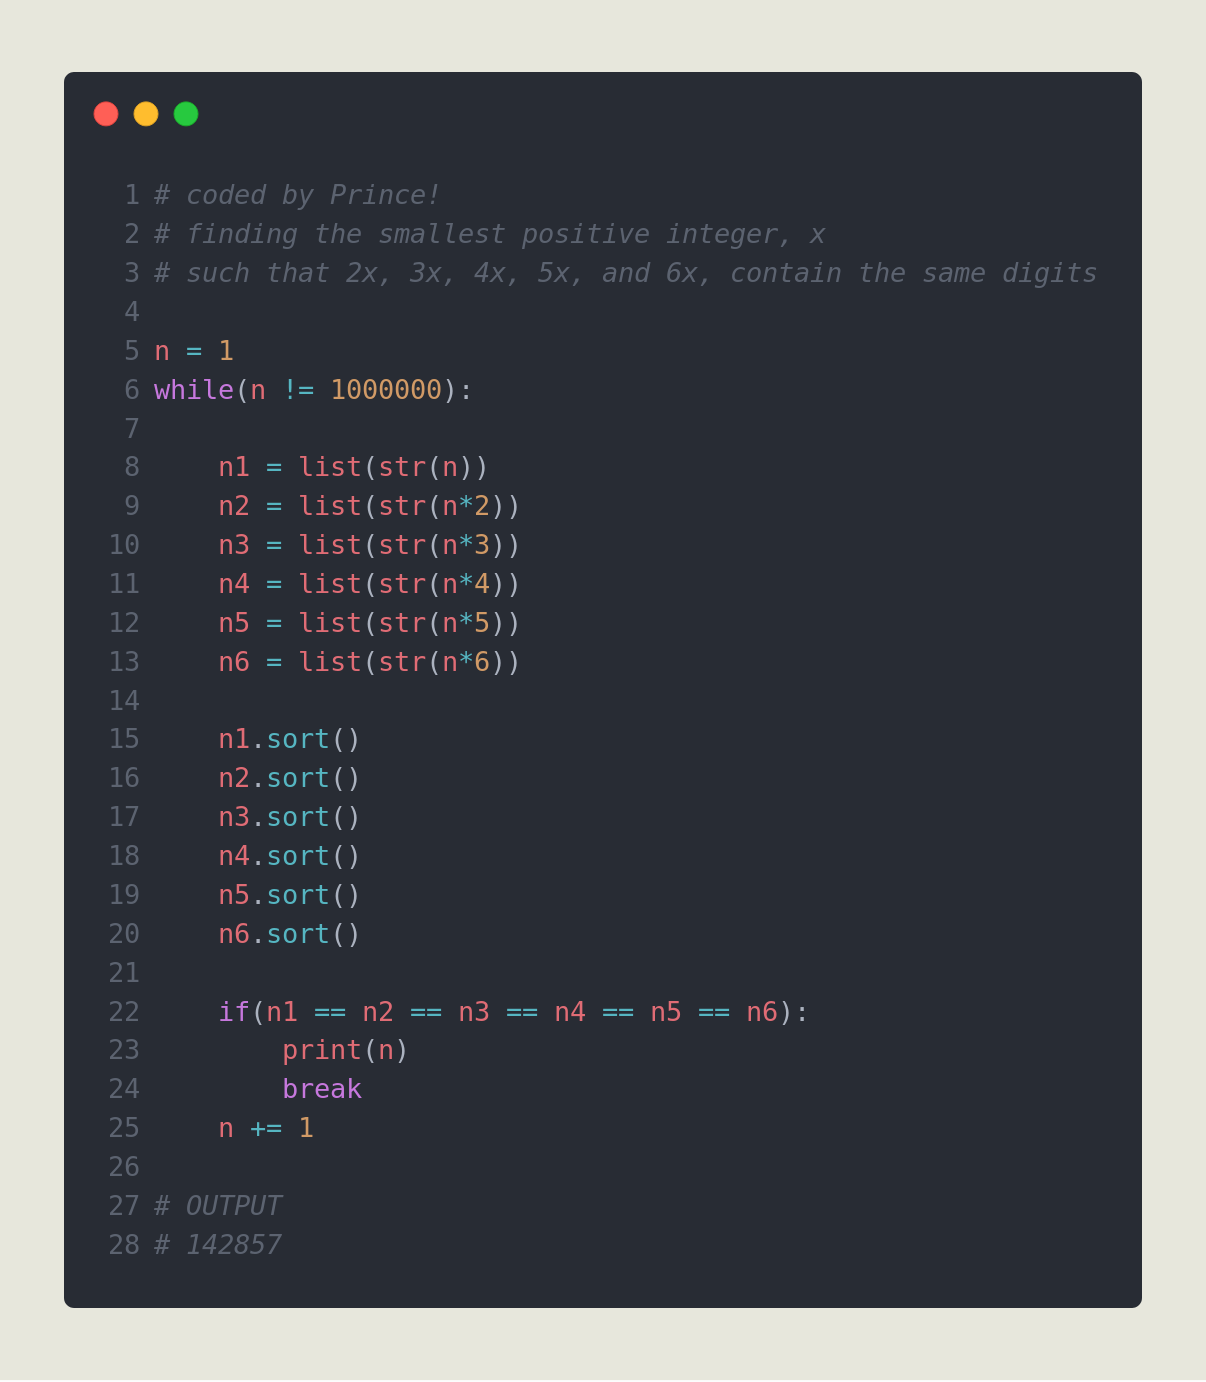 1 # coded by Prince!
2 # finding the smallest positive integer, x
3 # such that 2x, 3x, 4x, 5x, and 6x, contain the same digits
4
5 n = 1
6 while(n != 1000000):
7
8     n1 = list(str(n))
9     n2 = list(str(n*2))
10     n3 = list(str(n*3))
11     n4 = list(str(n*4))
12     n5 = list(str(n*5))
13     n6 = list(str(n*6))
14
15     n1.sort()
16     n2.sort()
17     n3.sort()
18     n4.sort()
19     n5.sort()
20     n6.sort()
21
22     if(n1 == n2 == n3 == n4 == n5 == n6):
23         print(n)
24         break
25     n += 1
26
27 # OUTPUT
28 # 142857